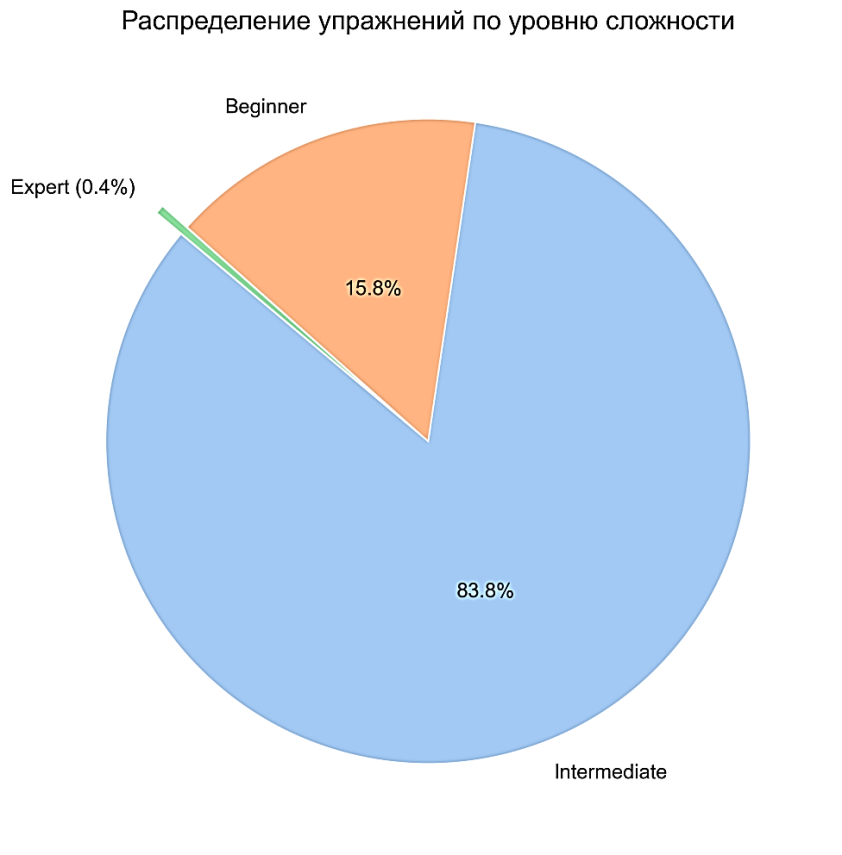 Распределение упражнений по уровню сложности
Beginner
Expert (0.4%)
15.8%
83.8%
Intermediate